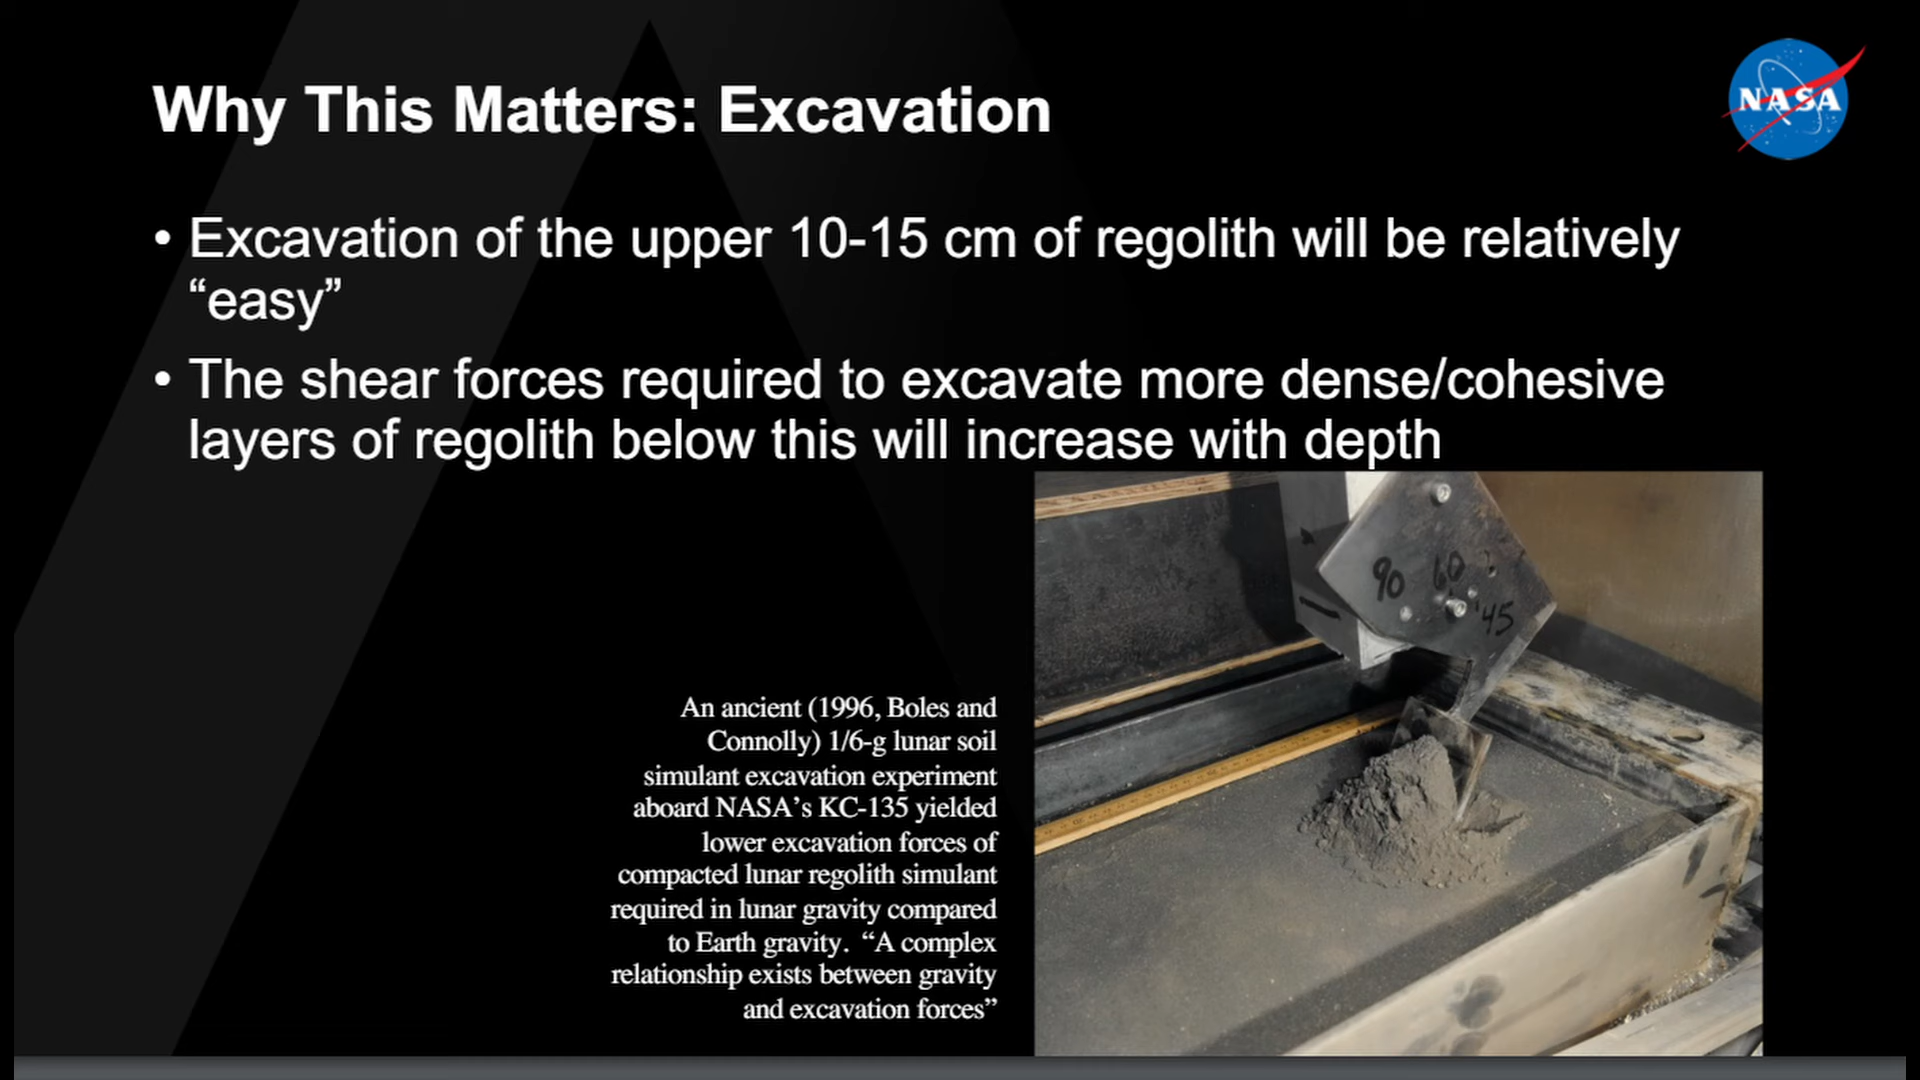 Why This Matters: Excavation
NASA
• Excavation of the upper 10-15 cm of regolith will be relatively
“easy”
• The shear forces required to excavate more dense/cohesive
layers of regolith below this will increase with depth
An ancient (1996, Boles and
Connolly) 1/6-g lunar soil
simulant excavation experiment
aboard NASA’s KC-135 yielded
lower excavation forces of
compacted lunar regolith simulant
required in lunar gravity compared
to Earth gravity. “A complex
relationship exists between gravity
and excavation forces”
90 60
45